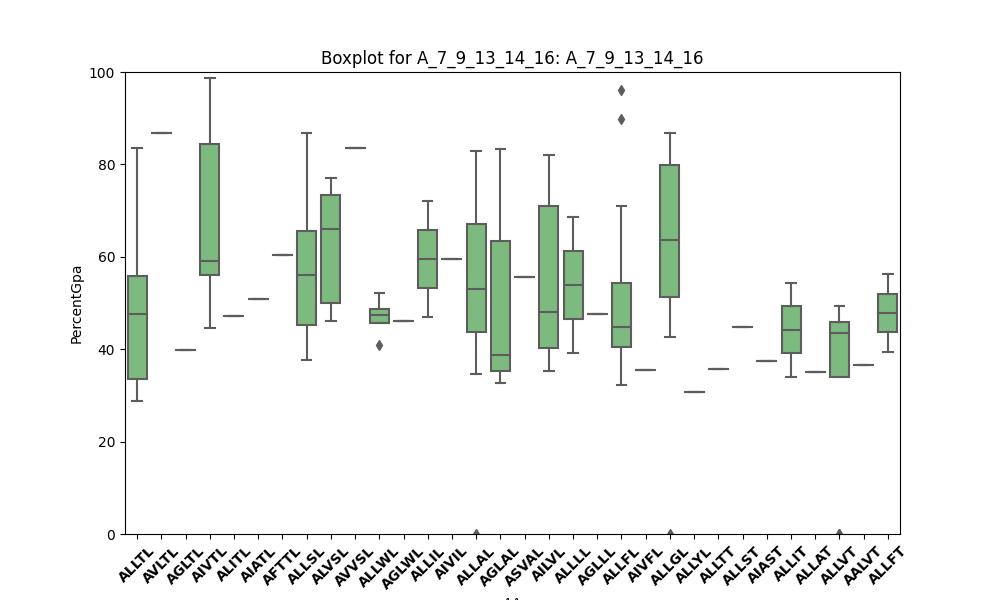 Boxplot for A_7_9_13_14_16: A_7_9_13_14_16
100
80
60
40
20
0
PercentGpa
ALLTL
AVLTL
AGLTL
AIVTL
ALITL
AIATL
AFTTL
ALLSL
ALVSL
AVVSL
ALLWL
AGLWL
ALLIL
AIVIL
ALLAL
AGLAL
ASVAL
AILVL
ALLLL
AGLLL
ALLFL
AIVFL
ALLGL
ALLYL
ALLTT
ALLST
AIAST
ALLIT
ALLAT
ALLVT
AALVT
ALLFT